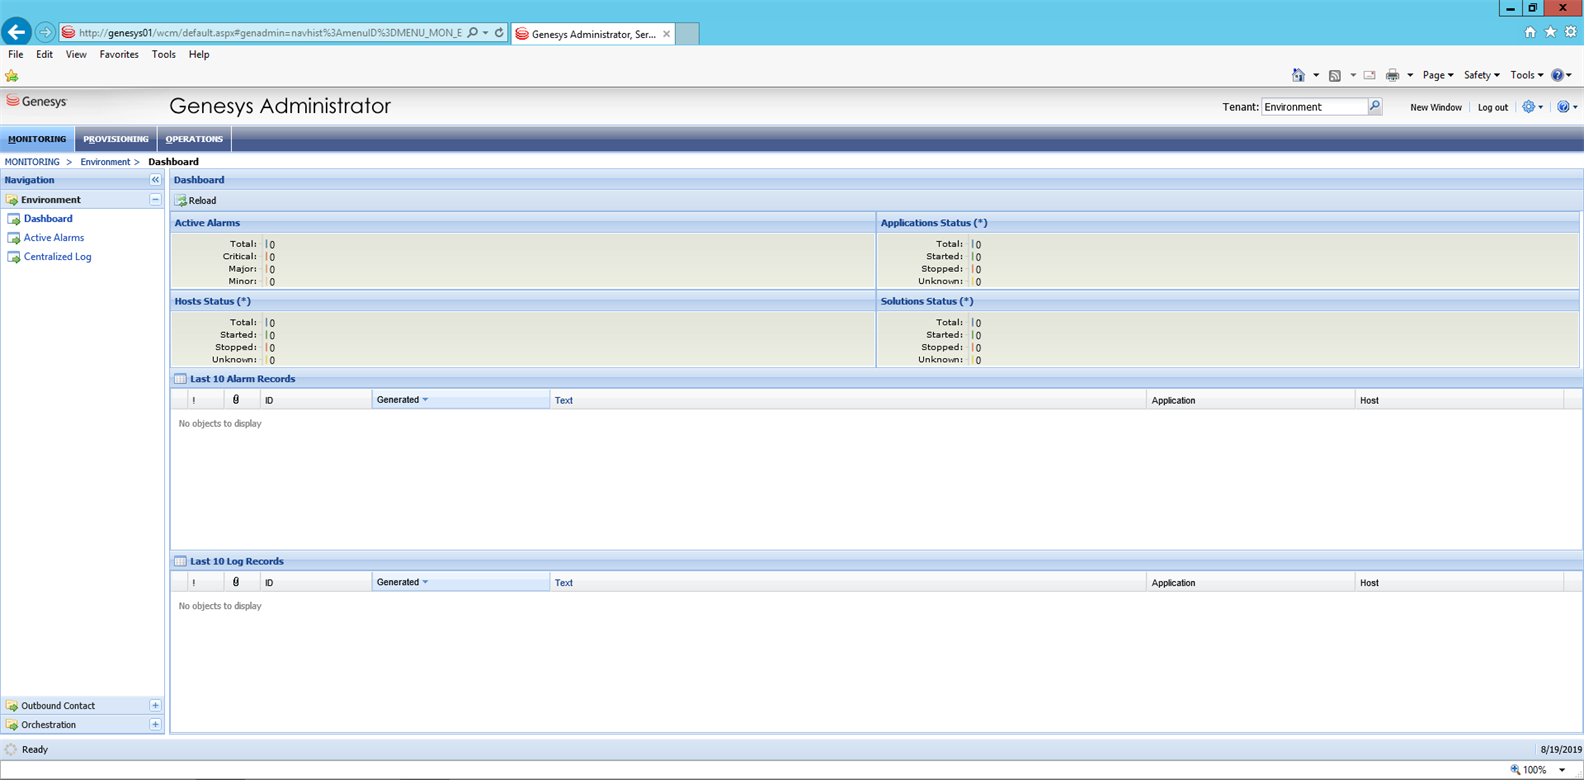 http://genesys01/wcm/default.aspx#genadmin=navhist%3AmenuID%3DMENU_MON_E
Genesys Administrator, Ser... ×
File Edit View Favorites Tools Help
Page Safety Tools
Genesys
Genesys Administrator
Tenant: Environment
New Window Log out
MONITORING PROVISIONING OPERATIONS
MONITORING > Environment > Dashboard
Navigation
Environment
Dashboard
Active Alarms
Centralized Log
Outbound Contact
Orchestration
Dashboard
Reload
Active Alarms
Total: 0
Critical: 0
Major: 0
Minor: 0
Applications Status (*)
Total: 0
Started: 0
Stopped: 0
Unknown: 0
Hosts Status (*)
Total: 0
Started: 0
Stopped: 0
Unknown: 0
Solutions Status (*)
Total: 0
Started: 0
Stopped: 0
Unknown: 0
Last 10 Alarm Records
! ID Generated Text Application Host
No objects to display
Last 10 Log Records
! ID Generated Text Application Host
No objects to display
Ready
8/19/2019
100%